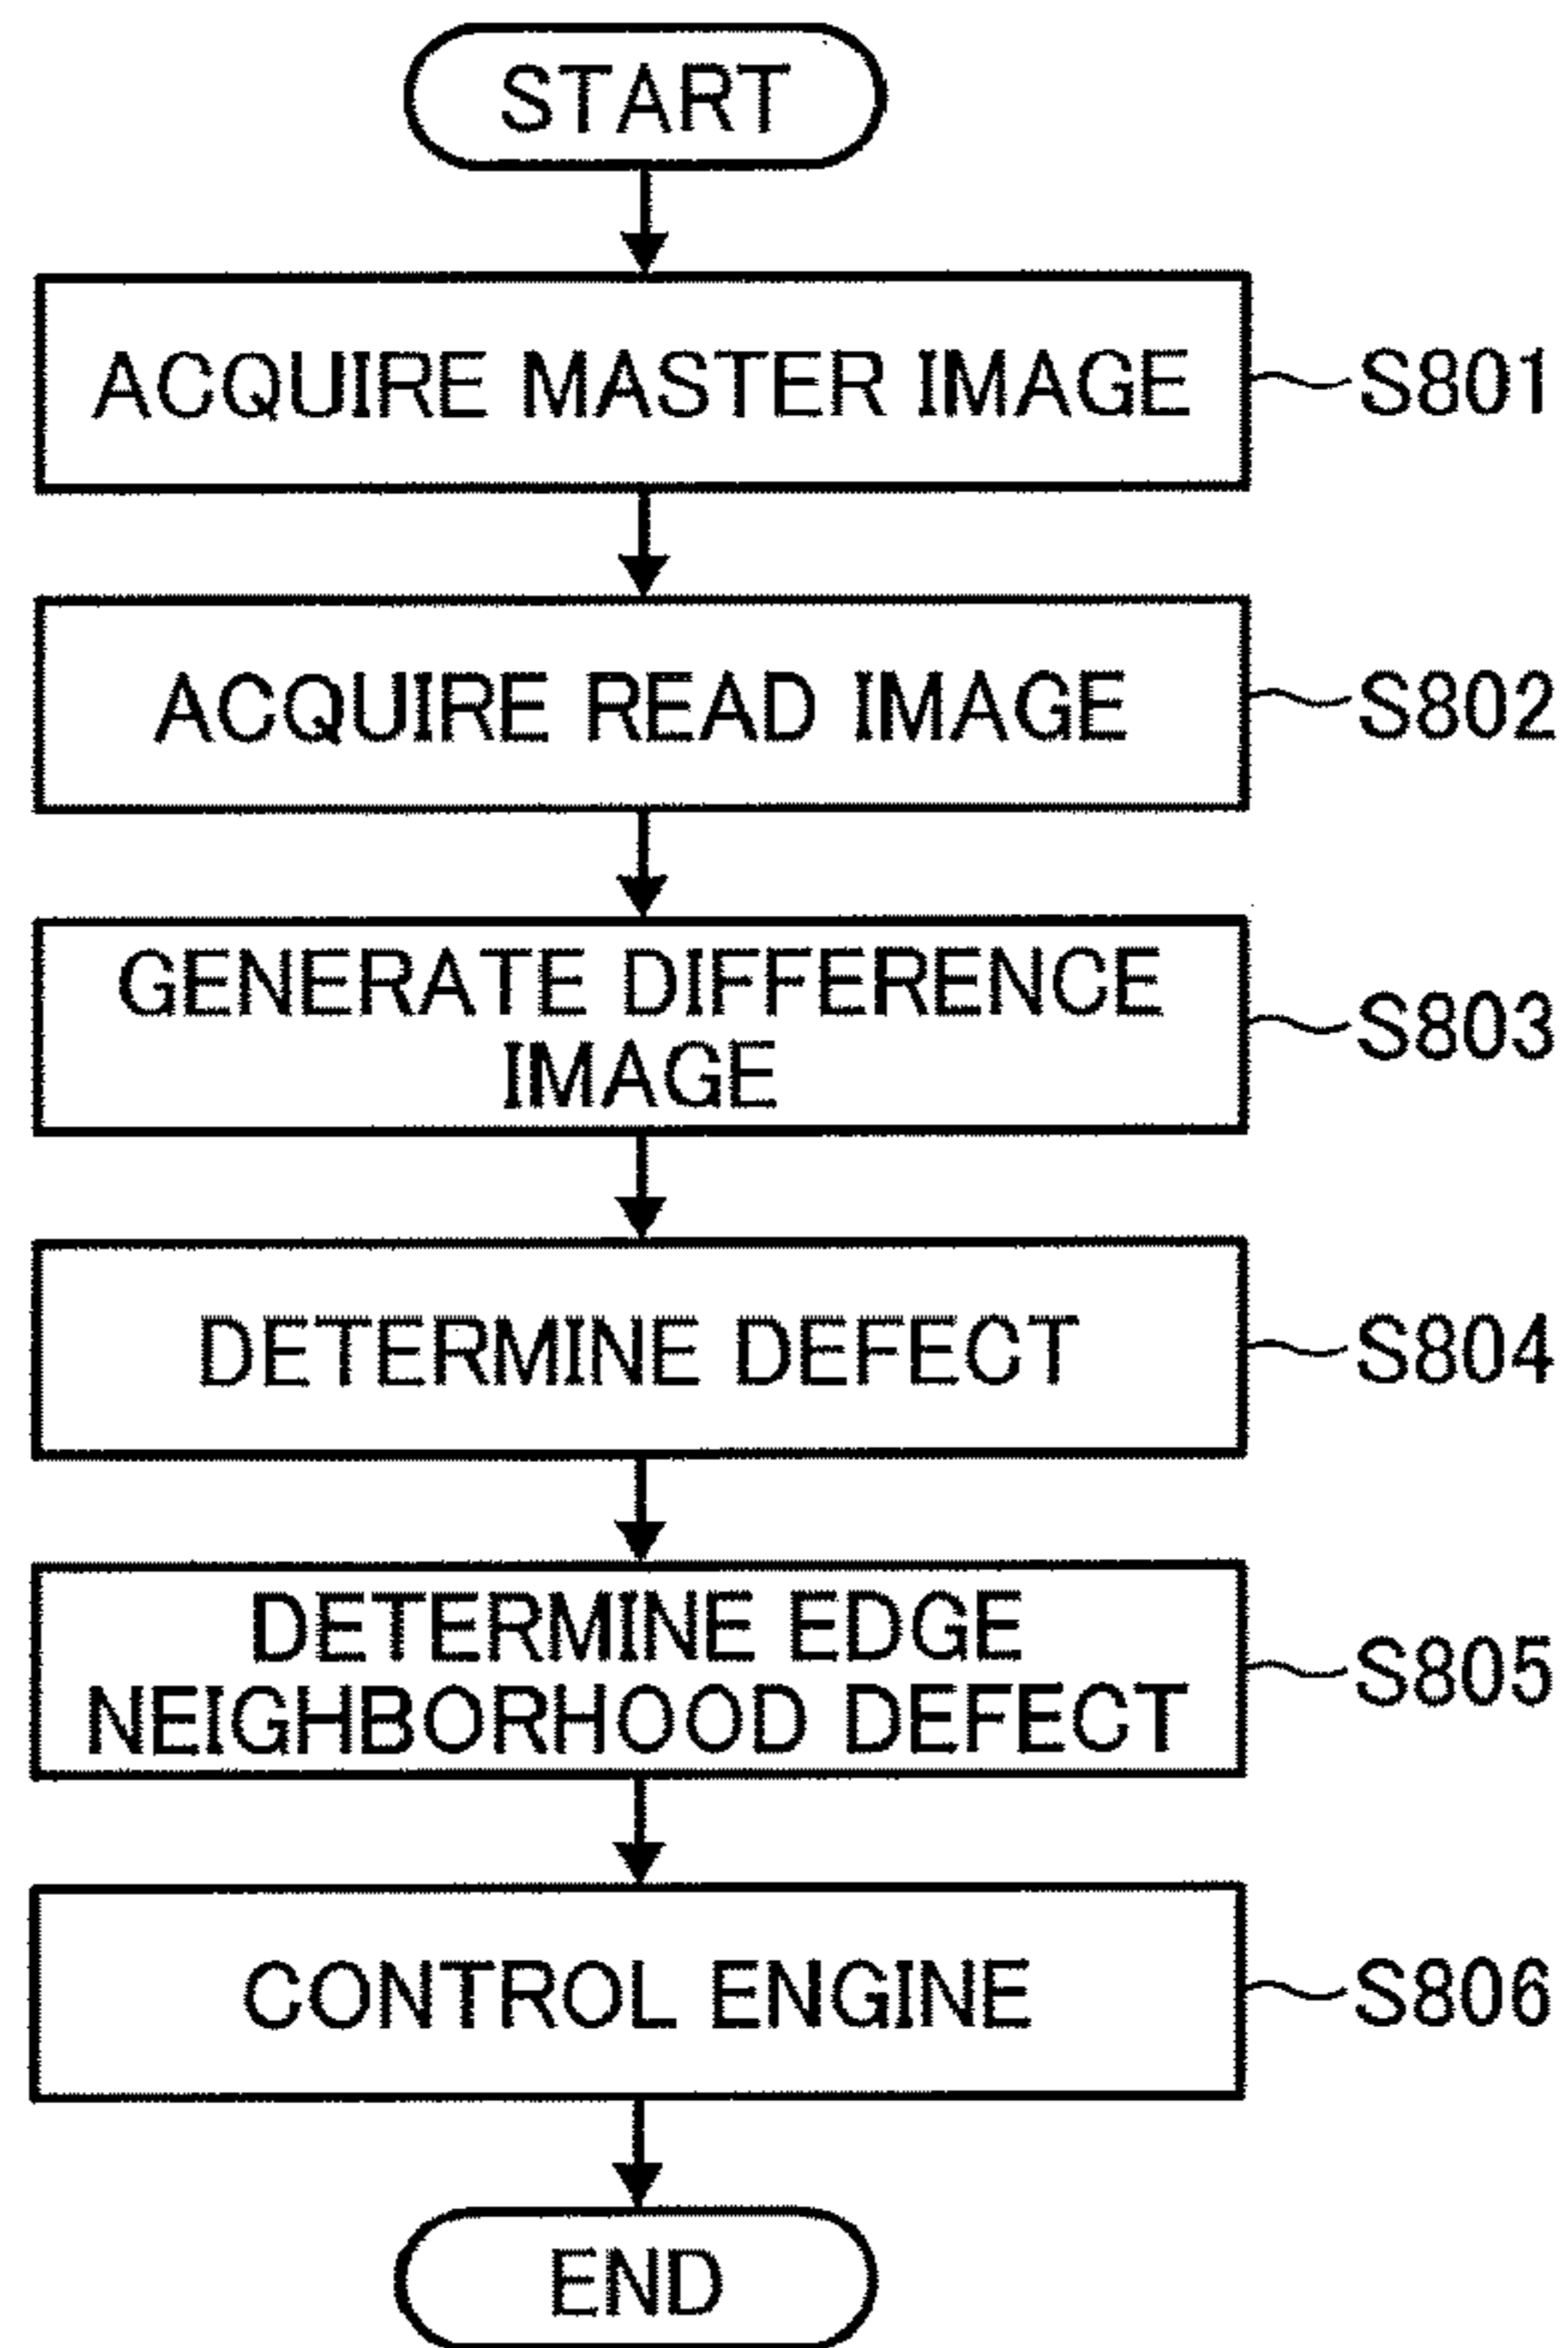 START
ACQUIRE MASTER IMAGE
S801
ACQUIRE READ IMAGE
S802
GENERATE DIFFERENCE
IMAGE
S803
DETERMINE DEFECT
S804
DETERMINE EDGE
NEIGHBORHOOD DEFECT
S805
CONTROL ENGINE
S806
END